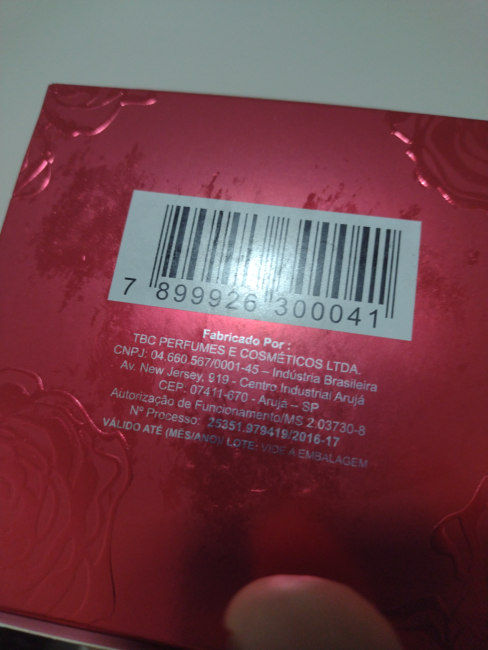 7 899926 300041
Fabricado Por :
TBC PERFUMES E COSMÉTICOS LTDA.
CNPJ: 04.660.567/0001-45 – Indústria Brasileira
Av. New Jersey, 919 - Centro Industrial Arujá
CEP. 07411-670 - Arujá – SP
Autorização de Funcionamento/MS 2.03730-8
Nº Processo: 25351.979419/2016-17
VÁLIDO ATÉ (MÊS/ANO)/ LOTE: VIDE A EMBALAGEM